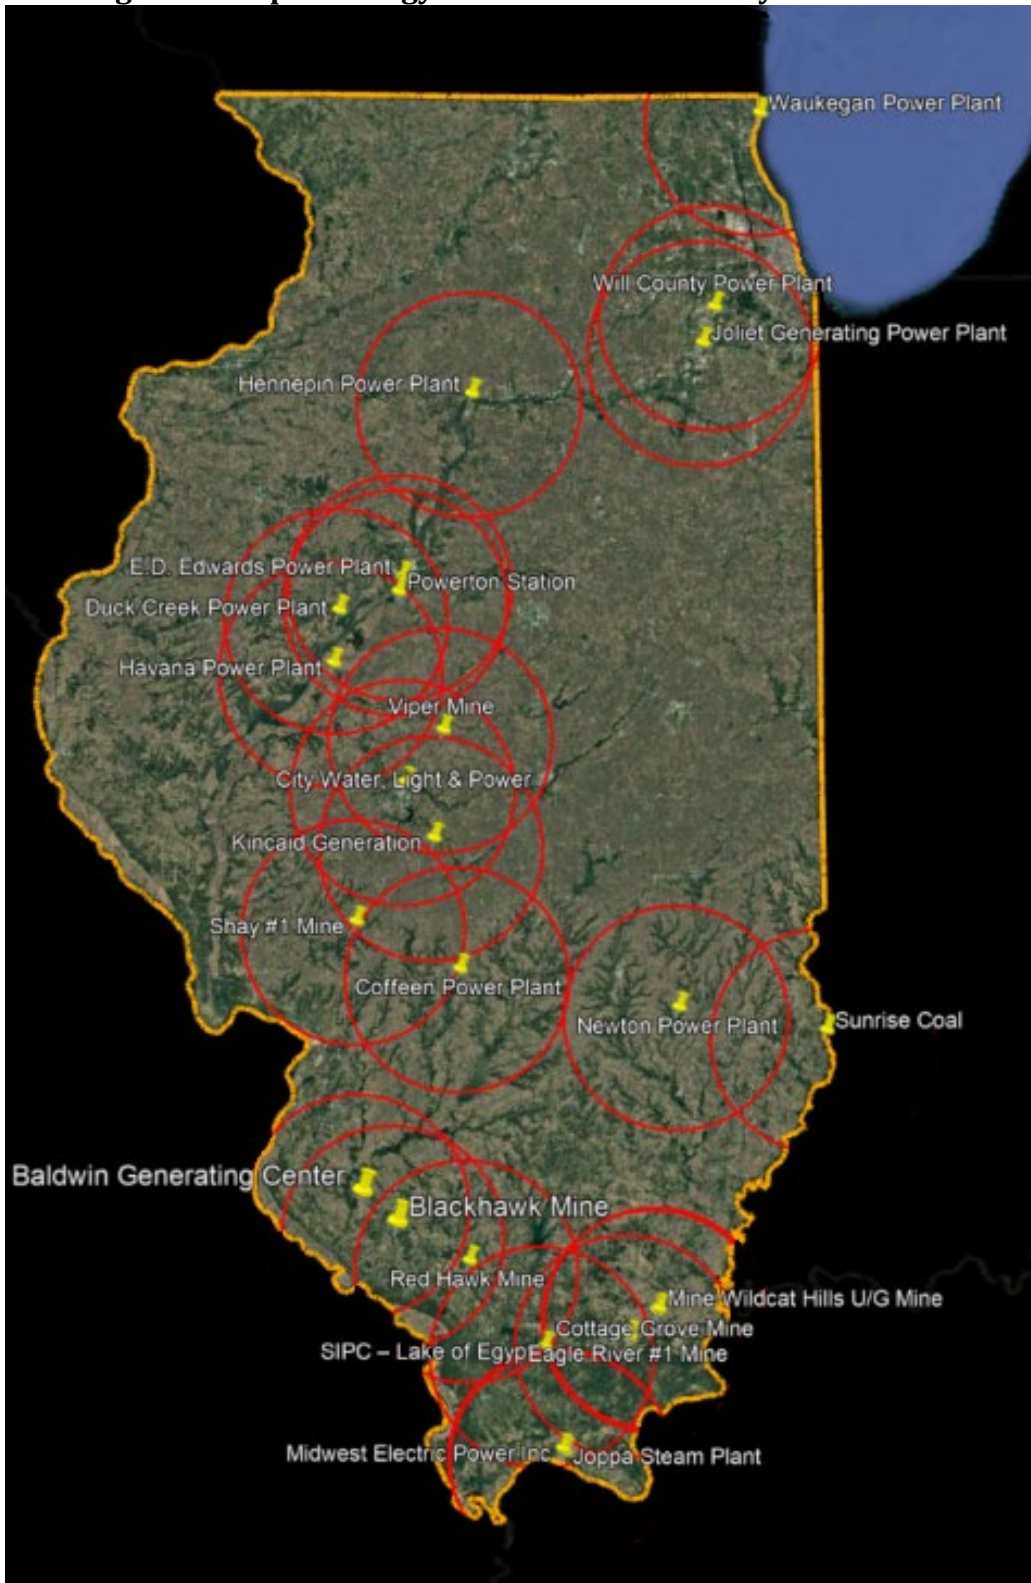 Waukegan Power Plant
Will County Power Plant
Joliet Generating Power Plant
Hennepin Power Plant
E.D. Edwards Power Plant
Powerton Station
Duck Creek Power Plant
Havana Power Plant
Viper Mine
City Water, Light & Power
Kincaid Generation
Shay #1 Mine
Coffeen Power Plant
Newton Power Plant
Sunrise Coal
Baldwin Generating Center
Blackhawk Mine
Red Hawk Mine
Mine Wildcat Hills U/G Mine
Cottage Grove Mine
SIPC – Lake of Egyp
Eagle River #1 Mine
Midwest Electric Power Inc
Joppa Steam Plant